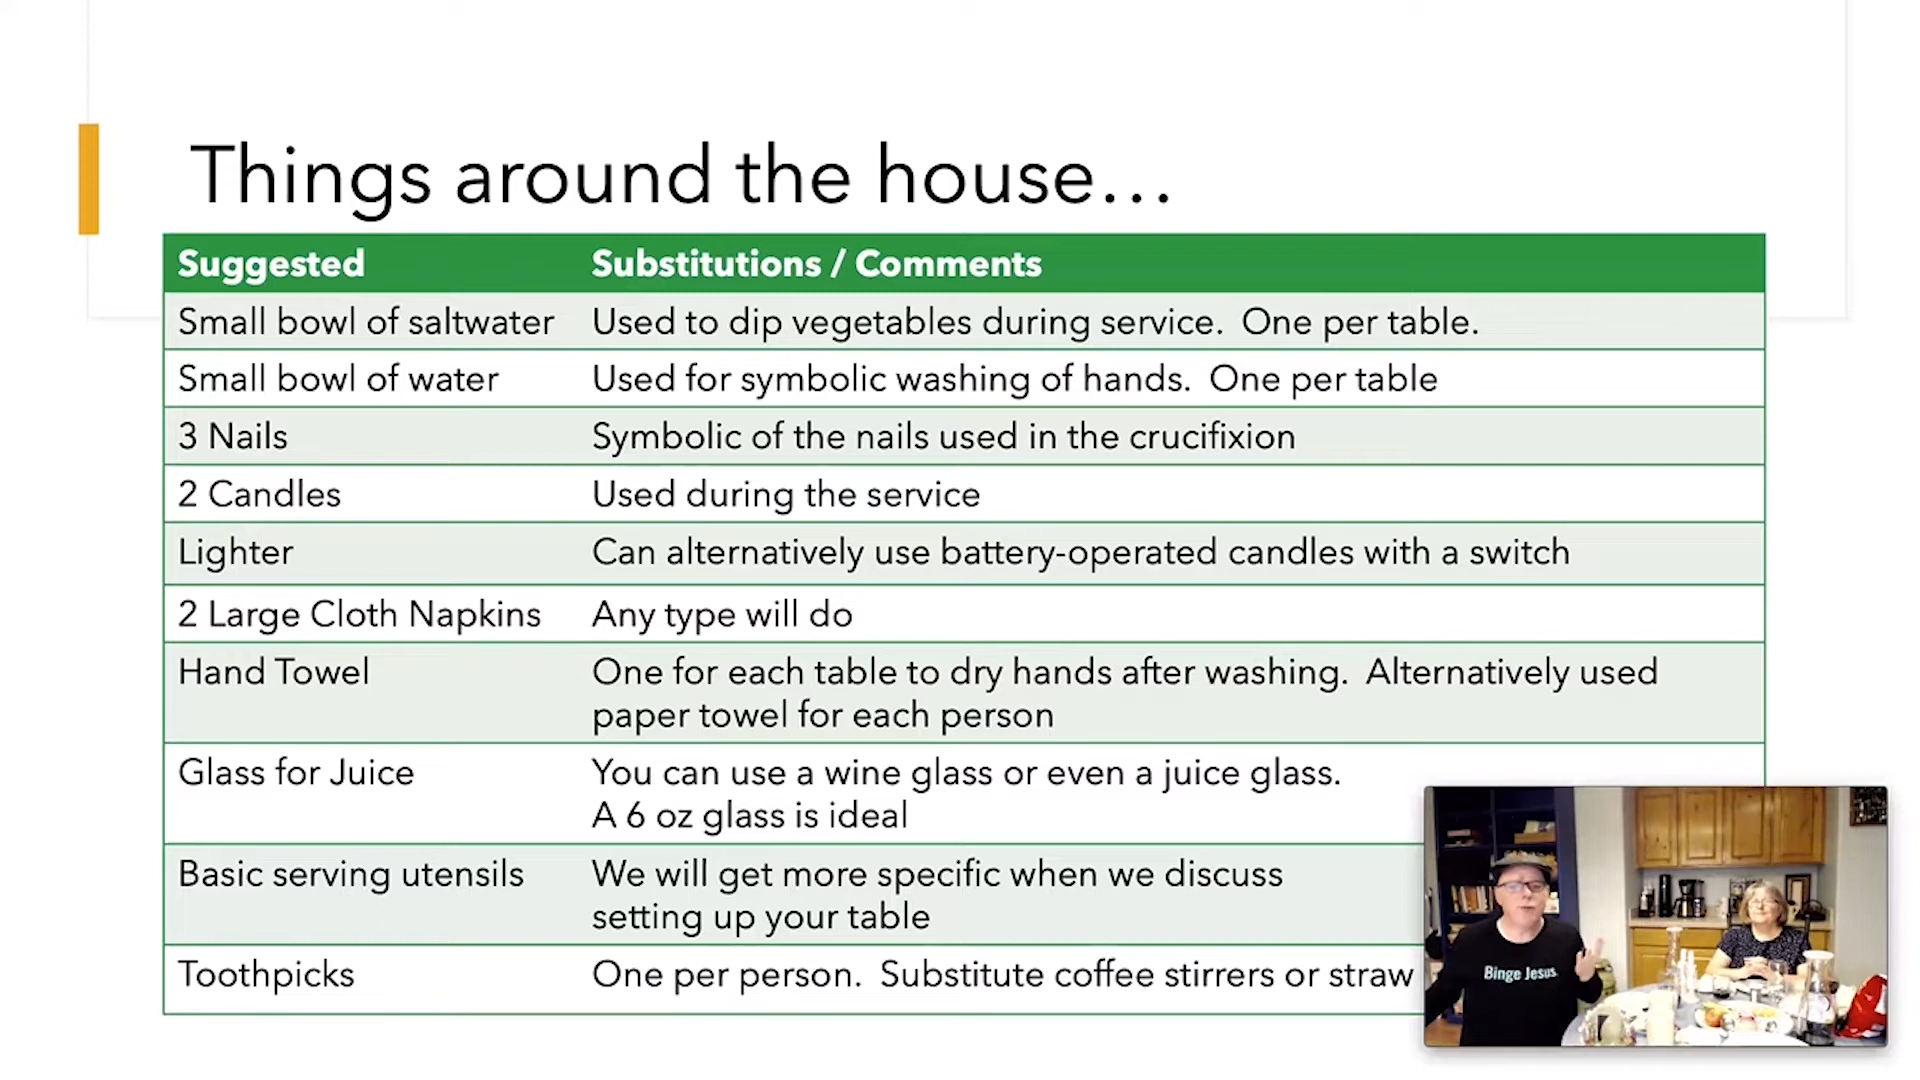 Things around the house…
Suggested Substitutions / Comments
Small bowl of saltwater Used to dip vegetables during service. One per table.
Small bowl of water Used for symbolic washing of hands. One per table
3 Nails Symbolic of the nails used in the crucifixion
2 Candles Used during the service
Lighter Can alternatively use battery-operated candles with a switch
2 Large Cloth Napkins Any type will do
Hand Towel One for each table to dry hands after washing. Alternatively used
paper towel for each person
Glass for Juice You can use a wine glass or even a juice glass.
A 6 oz glass is ideal
Basic serving utensils We will get more specific when we discuss
setting up your table
Toothpicks One per person. Substitute coffee stirrers or straw
Binge Jesus.